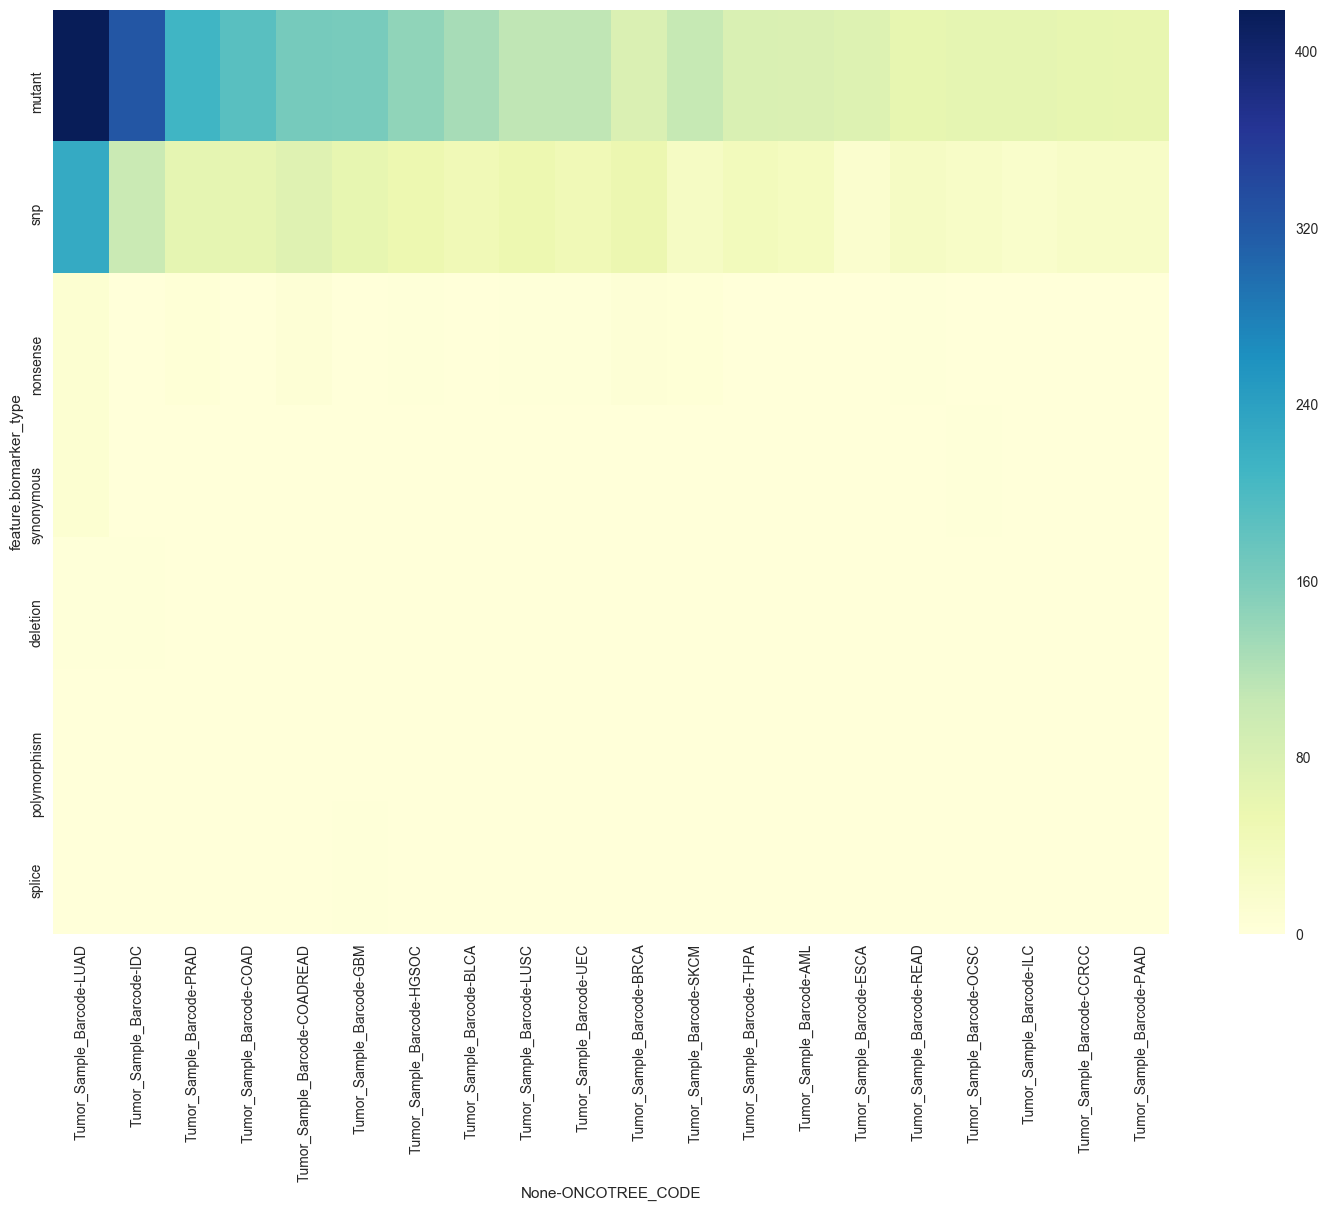 feature.biomarker_type
mutant
snp
nonsense
synonymous
deletion
polymorphism
splice
400
320
240
160
80
0
Tumor_Sample_Barcode-LUAD
Tumor_Sample_Barcode-IDC
Tumor_Sample_Barcode-PRAD
Tumor_Sample_Barcode-COAD
Tumor_Sample_Barcode-COADREAD
Tumor_Sample_Barcode-GBM
Tumor_Sample_Barcode-HGSOC
Tumor_Sample_Barcode-BLCA
Tumor_Sample_Barcode-LUSC
Tumor_Sample_Barcode-UEC
Tumor_Sample_Barcode-BRCA
Tumor_Sample_Barcode-SKCM
Tumor_Sample_Barcode-THPA
Tumor_Sample_Barcode-AML
Tumor_Sample_Barcode-ESCA
Tumor_Sample_Barcode-READ
Tumor_Sample_Barcode-OCSC
Tumor_Sample_Barcode-ILC
Tumor_Sample_Barcode-CCRCC
Tumor_Sample_Barcode-PAAD
None-ONCOTREE_CODE